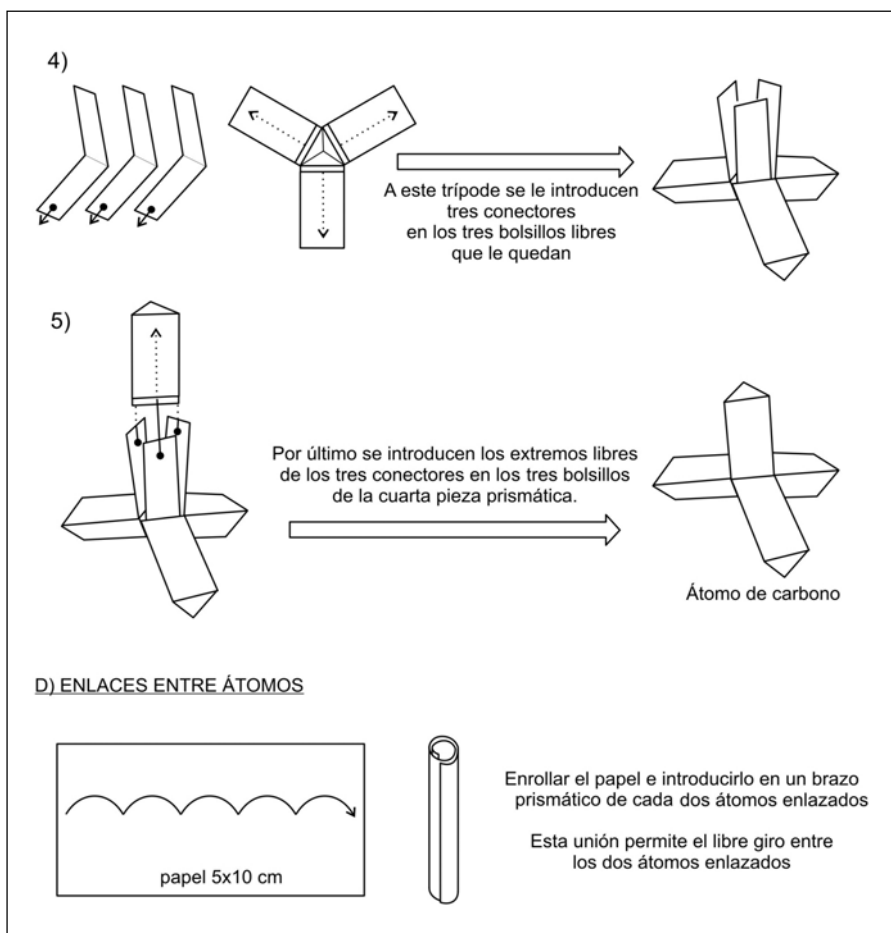 4)
A este trípode se le introducen
tres conectores
en los tres bolsillos libres
que le quedan
5)
Por último se introducen los extremos libres
de los tres conectores en los tres bolsillos
de la cuarta pieza prismática.
Átomo de carbono
D) ENLACES ENTRE ÁTOMOS
papel 5x10 cm
Enrollar el papel e introducirlo en un brazo
prismático de cada dos átomos enlazados
Esta unión permite el libre giro entre
los dos átomos enlazados